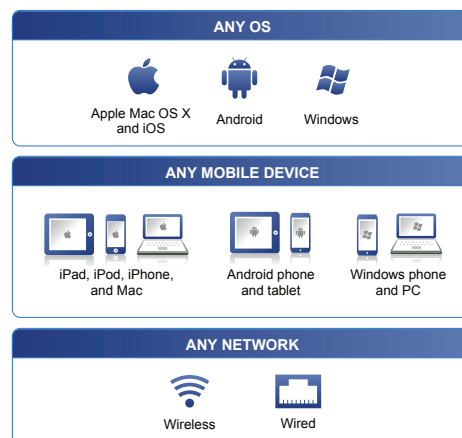 ANY OS
Apple Mac OS X
and iOS
Android
Windows
ANY MOBILE DEVICE
iPad, iPod, iPhone,
and Mac
Android phone
and tablet
Windows phone
and PC
ANY NETWORK
Wireless
Wired